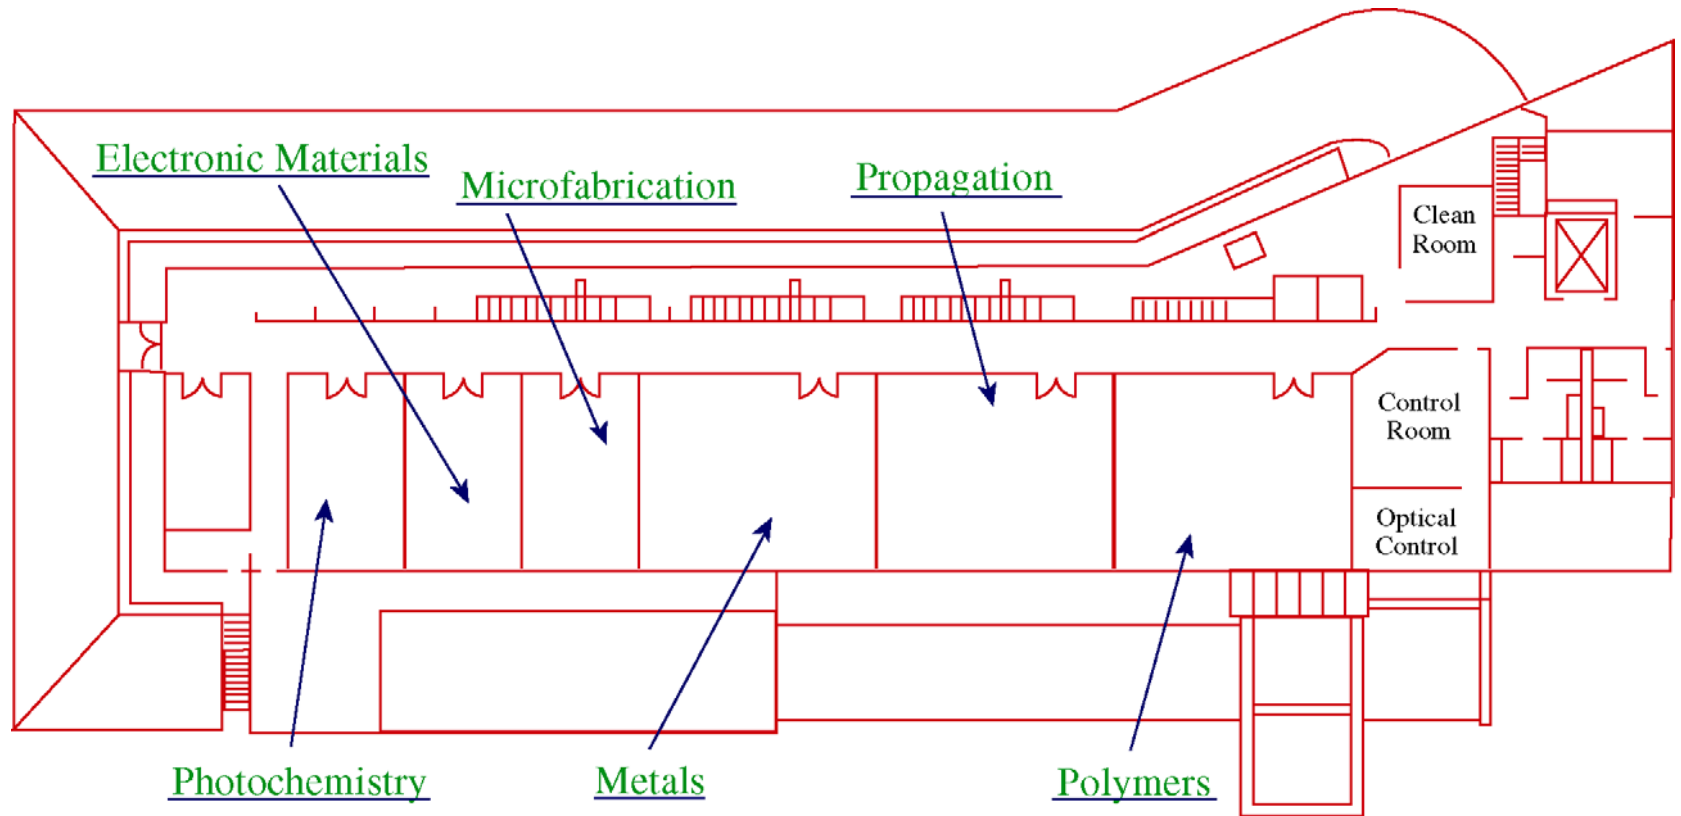 Electronic Materials
Microfabrication
Propagation
Clean
Room
Control
Room
Optical
Control
Photochemistry
Metals
Polymers